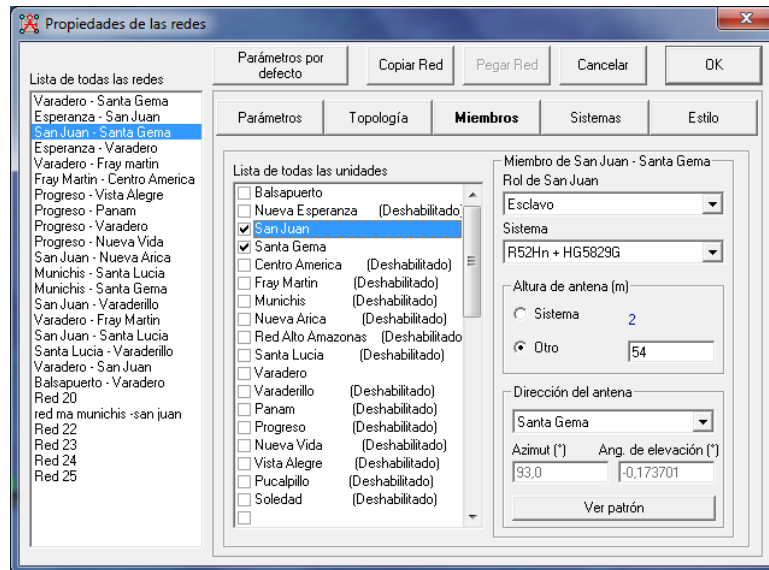 Propiedades de las redes
Parámetros por defecto
Copiar Red
Pegar Red
Cancelar
OK
Lista de todas las redes
Varadero - Santa Gema
Esperanza - San Juan
San Juan - Santa Gema
Esperanza - Varadero
Varadero - Fray martin
Fray Martin - Centro America
Progreso - Vista Alegre
Progreso - Panam
Progreso - Varadero
Progreso - Nueva Vida
San Juan - Nueva Arica
Munichis - Santa Lucia
Munichis - Santa Gema
San Juan - Varaderillo
Varadero - Fray Martin
San Juan - Santa Lucia
Santa Lucia - Varaderillo
Varadero - San Juan
Balsapuerto - Varadero
Red 20
red ma munichis -san juan
Red 22
Red 23
Red 24
Red 25
Parámetros
Topología
Miembros
Sistemas
Estilo
Lista de todas las unidades
Balsapuerto
Nueva Esperanza (Deshabilitado)
San Juan
Santa Gema
Centro America (Deshabilitado)
Fray Martin (Deshabilitado)
Munichis (Deshabilitado)
Nueva Arica (Deshabilitado)
Red Alto Amazonas (Deshabilitado
Santa Lucia (Deshabilitado)
Varadero
Varaderillo (Deshabilitado)
Panam (Deshabilitado)
Progreso (Deshabilitado)
Nueva Vida (Deshabilitado)
Vista Alegre (Deshabilitado)
Pucalpillo (Deshabilitado)
Soledad (Deshabilitado)
Miembro de San Juan - Santa Gema
Rol de San Juan
Esclavo
Sistema
R52Hn + HG5829G
Altura de antena (m)
Sistema 2
Otro 54
Dirección del antena
Santa Gema
Azimut (°) Ang. de elevación (°)
93,0 -0,173701
Ver patrón